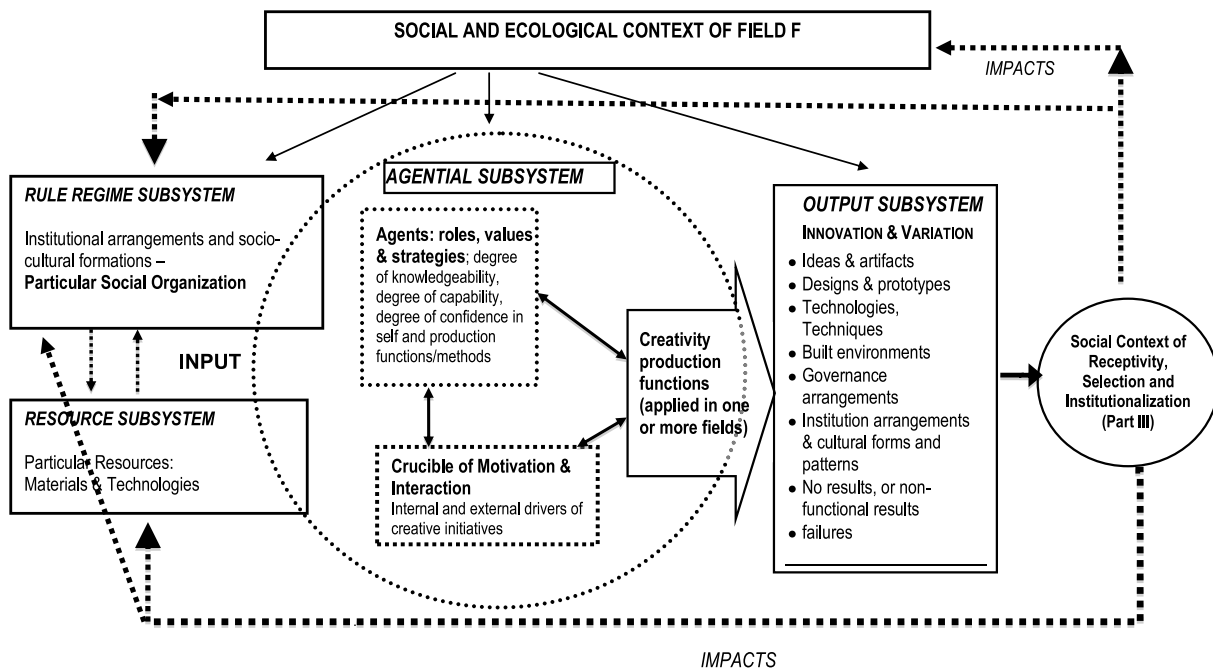 SOCIAL AND ECOLOGICAL CONTEXT OF FIELD F
IMPACTS
RULE REGIME SUBSYSTEM
Institutional arrangements and socio-
cultural formations –
Particular Social Organization
INPUT
RESOURCE SUBSYSTEM
Particular Resources:
Materials & Technologies
AGENTIAL SUBSYSTEM
Agents: roles, values
& strategies; degree
of knowledgeability,
degree of capability,
degree of confidence in
self and production
functions/methods
Crucible of Motivation &
Interaction
Internal and external drivers of
creative initiatives
Creativity
production
functions
(applied in one
or more fields)
OUTPUT SUBSYSTEM
INNOVATION & VARIATION
• Ideas & artifacts
• Designs & prototypes
• Technologies,
Techniques
• Built environments
• Governance
arrangements
• Institution arrangements
& cultural forms and
patterns
• No results, or non-
functional results
• failures
Social Context of
Receptivity,
Selection and
Institutionalization
(Part III)
IMPACTS